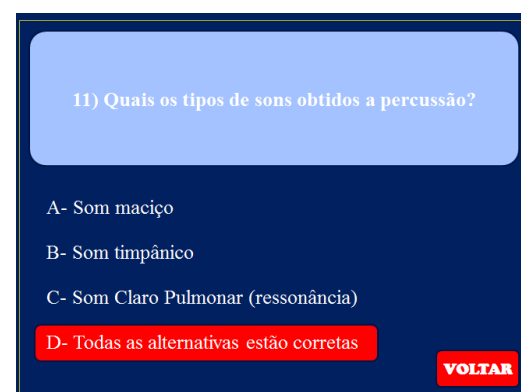 11) Quais os tipos de sons obtidos a percussão?
A- Som maciço
B- Som timpânico
C- Som Claro Pulmonar (ressonância)
D- Todas as alternativas estão corretas
VOLTAR